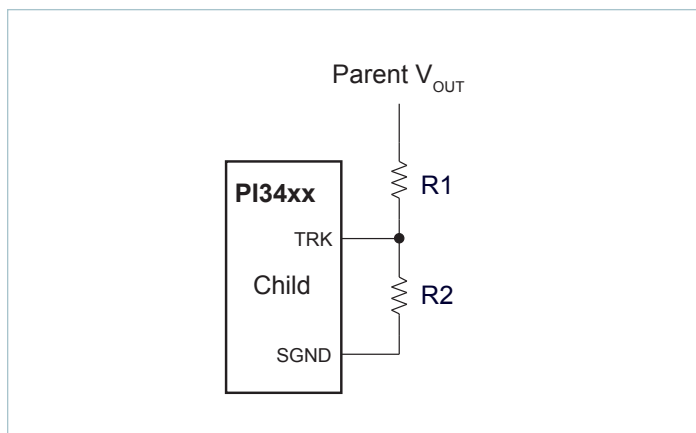 Parent VOUT
R1
PI34xx
TRK
Child
R2
SGND